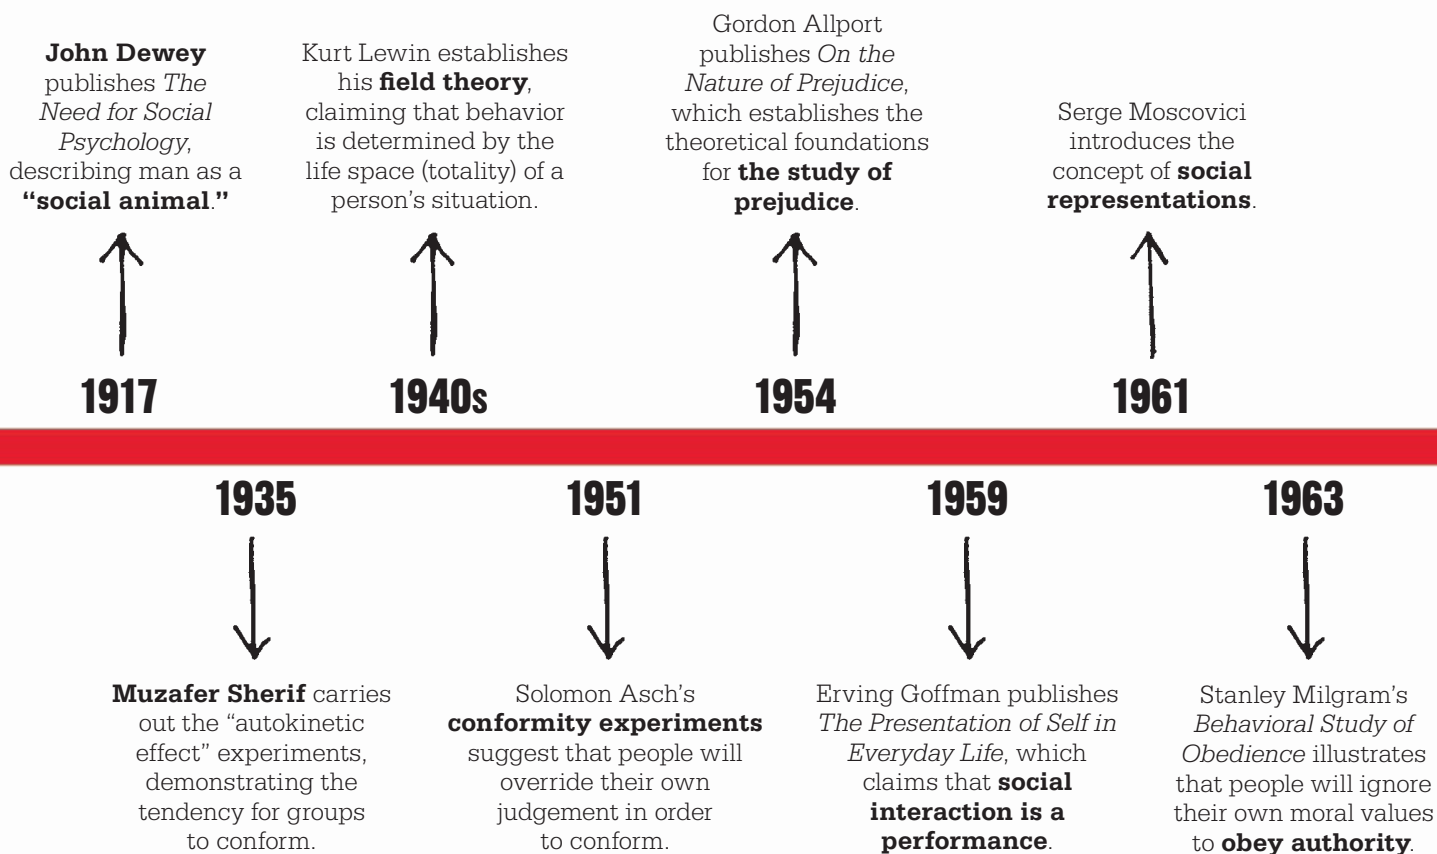 John Dewey
publishes The
Need for Social
Psychology,
describing man as a
“social animal.”
1917
Kurt Lewin establishes
his field theory,
claiming that behavior
is determined by the
life space (totality) of a
person’s situation.
1940s
Gordon Allport
publishes On the
Nature of Prejudice,
which establishes the
theoretical foundations
for the study of
prejudice.
1954
Serge Moscovici
introduces the
concept of social
representations.
1961
1935
Muzafer Sherif carries
out the “autokinetic
effect” experiments,
demonstrating the
tendency for groups
to conform.
1951
Solomon Asch’s
conformity experiments
suggest that people will
override their own
judgement in order
to conform.
1959
Erving Goffman publishes
The Presentation of Self in
Everyday Life, which
claims that social
interaction is a
performance.
1963
Stanley Milgram’s
Behavioral Study of
Obedience illustrates
that people will ignore
their own moral values
to obey authority.